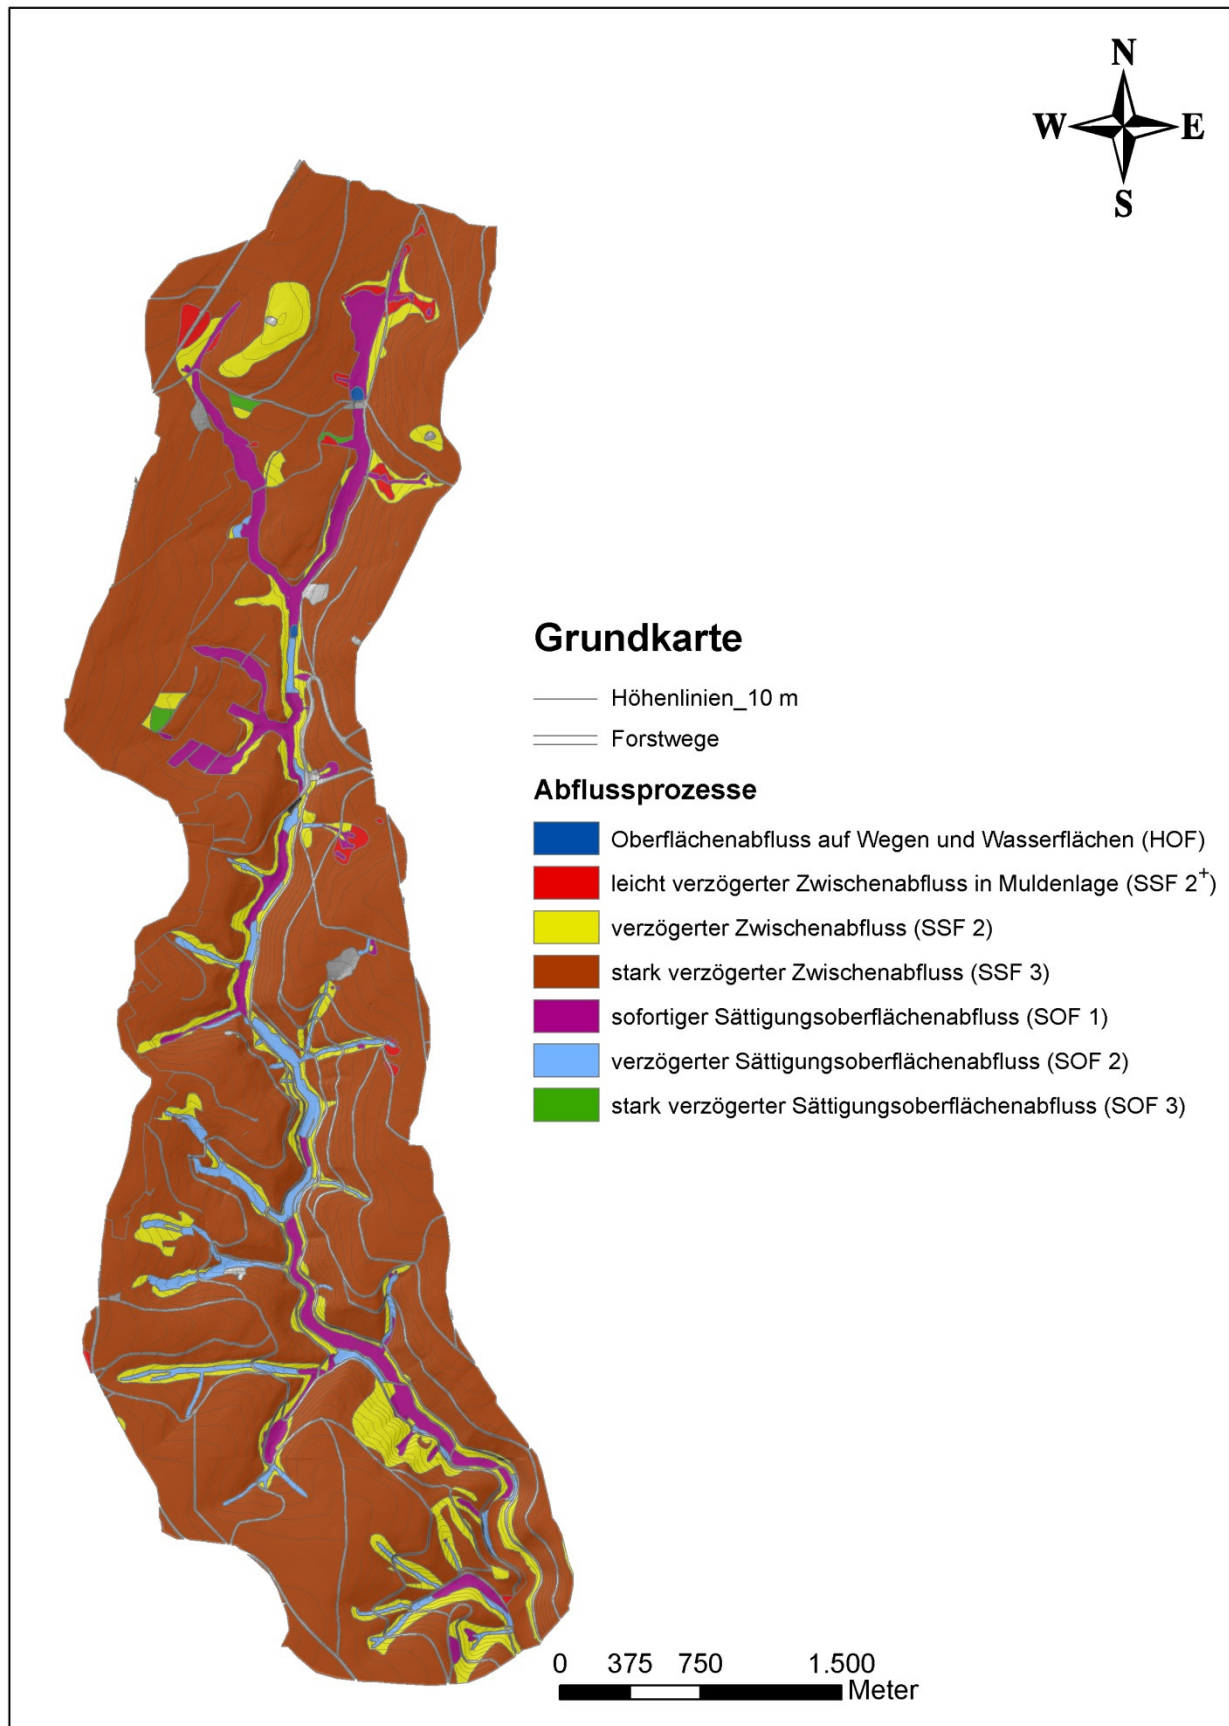 N
W E
S
Grundkarte
Höhenlinien_10 m
Forstwege
Abflussprozesse
Oberflächenabfluss auf Wegen und Wasserflächen (HOF)
leicht verzögerter Zwischenabfluss in Muldenlage (SSF 2⁺)
verzögerter Zwischenabfluss (SSF 2)
stark verzögerter Zwischenabfluss (SSF 3)
sofortiger Sättigungsoberflächenabfluss (SOF 1)
verzögerter Sättigungsoberflächenabfluss (SOF 2)
stark verzögerter Sättigungsoberflächenabfluss (SOF 3)
0 375 750 1.500
Meter